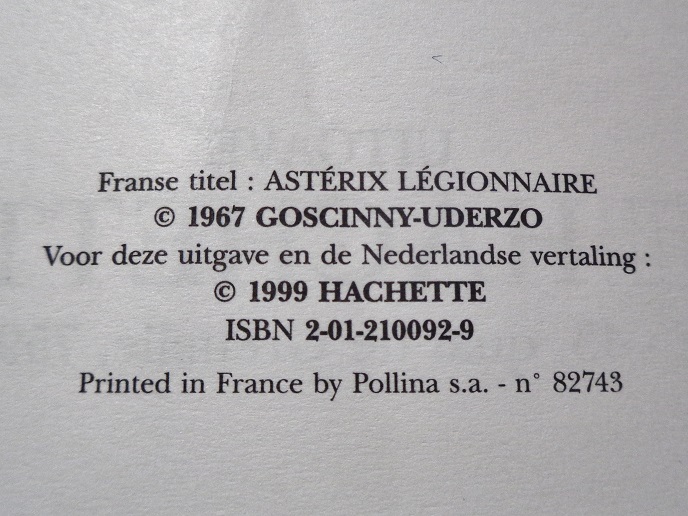 Franse titel : ASTÉRIX LÉGIONNAIRE
© 1967 GOSCINNY-UDERZO
Voor deze uitgave en de Nederlandse vertaling :
© 1999 HACHETTE
ISBN 2-01-210092-9
Printed in France by Pollina s.a. - n° 82743